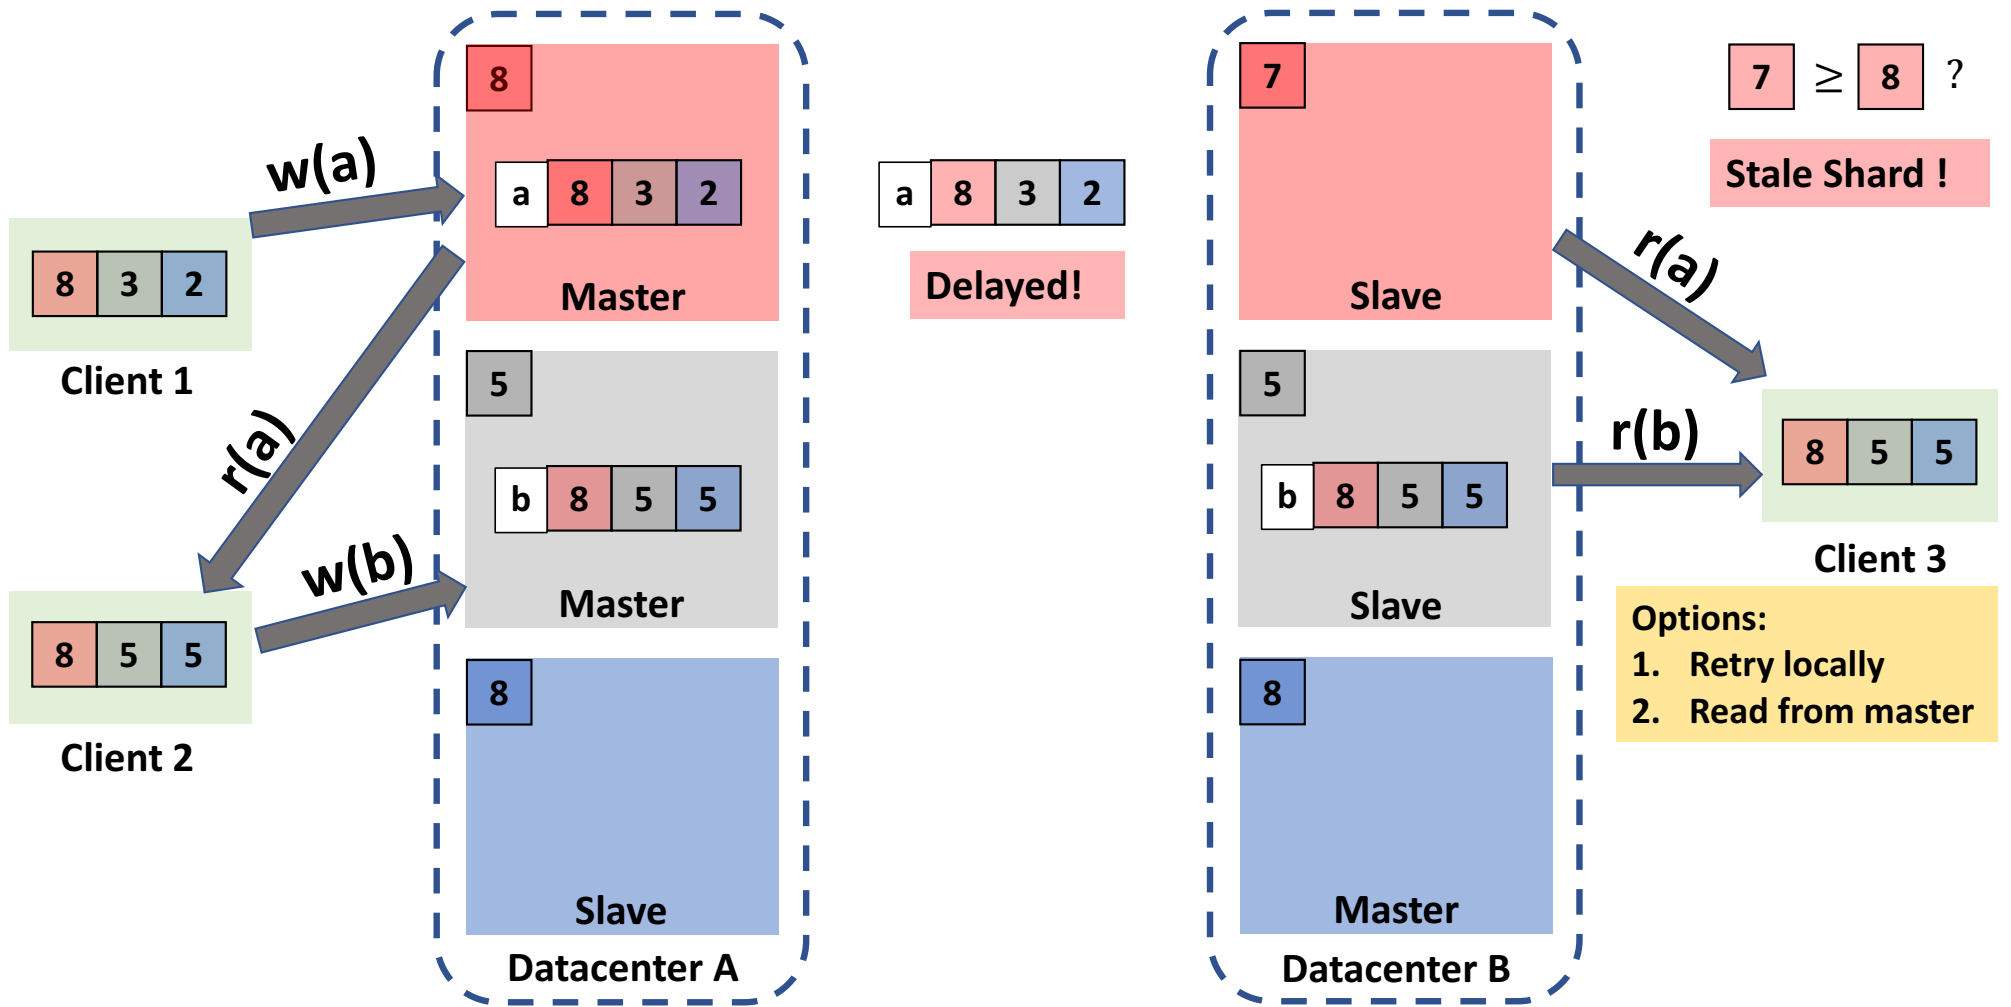 w(a)
8 3 2
Client 1
r(a)
w(b)
8 5 5
Client 2
8
a 8 3 2
Master
5
b 8 5 5
Master
8
Slave
Datacenter A
a 8 3 2
Delayed!
7
Slave
5
b 8 5 5
Slave
8
Master
Datacenter B
7 ≥ 8 ?
Stale Shard !
r(a)
r(b)
8 5 5
Client 3
Options:
1. Retry locally
2. Read from master